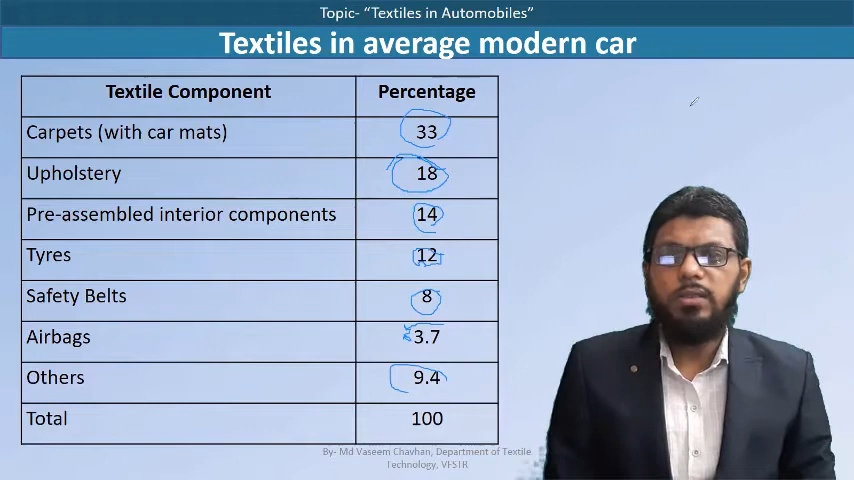 Topic- “Textiles in Automobiles”
Textiles in average modern car
Textile Component Percentage
Carpets (with car mats) 33
Upholstery 18
Pre-assembled interior components 14
Tyres 12
Safety Belts 8
Airbags 3.7
Others 9.4
Total 100
By- Md Vaseem Chavhan, Department of Textile
Technology, VFSTR